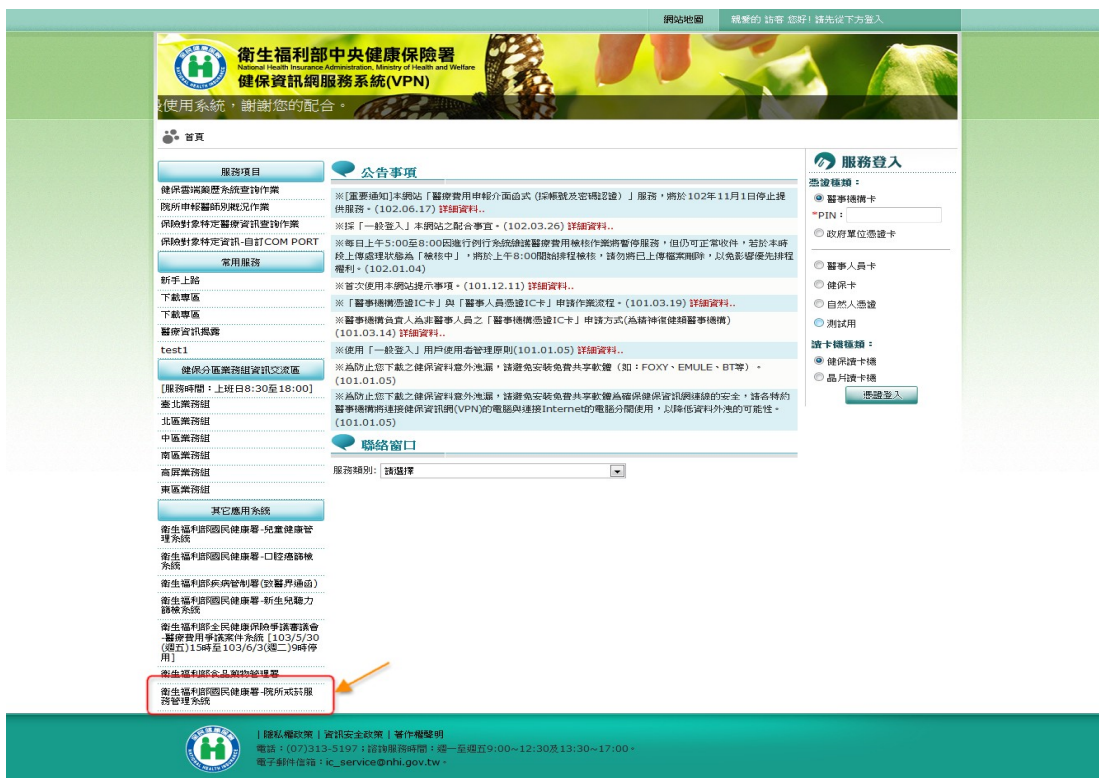 網站地圖
親愛的 訪客 您好! 請先從下方登入
衛生福利部中央健康保險署
National Health Insurance Administration, Ministry of Health and Welfare
健保資訊網服務系統(VPN)
使用系統，謝謝您的配合。
首頁
服務項目
健保雲端藥歷系統查詢作業
院所申報醫師別概況作業
保險對象特定醫療資訊查詢作業
保險對象特定資訊-自訂COM PORT
常用服務
新手上路
下載專區
下載專區
醫療資訊揭露
test1
健保分區業務組資訊交流區
[服務時間：上班日8:30至18:00]
臺北業務組
北區業務組
中區業務組
南區業務組
高屏業務組
東區業務組
其它應用系統
衛生福利部國民健康署-兒童健康管
理系統
衛生福利部國民健康署-口腔癌篩檢
系統
衛生福利部疾病管制署(致醫界通函)
衛生福利部國民健康署-新生兒聽力
篩檢系統
衛生福利部全民健康保險爭議審議會
-醫療費用爭議案件系統 [103/5/30
(週五)15時至103/6/3(週二)9時停
用]
衛生福利部食品藥物管理署
衛生福利部國民健康署-院所戒菸服
務管理系統
公告事項
※[重要通知]本網站「醫療費用申報介面函式 (採帳號及密碼認證) 」服務，將於102年11月1日停止提
供服務。(102.06.17) 詳細資料..
※採「一般登入」本網站之配合事宜。(102.03.26) 詳細資料..
※每日上午5:00至8:00因進行例行系統維護醫療費用檢核作業將暫停服務，但仍可正常收件，若於本時
段上傳處理狀態為「檢核中」，將於上午8:00開始排程檢核，請勿將已上傳檔案刪除，以免影響優先排程
權利。(102.01.04)
※首次使用本網站提示事項。(101.12.11) 詳細資料..
※「醫事機構憑證IC卡」與「醫事人員憑證IC卡」申請作業流程。(101.03.19) 詳細資料..
※醫事機構負責人為非醫事人員之「醫事機構憑證IC卡」申請方式(為精神復健類醫事機構)
(101.03.14) 詳細資料..
※使用「一般登入」用戶使用者管理原則(101.01.05) 詳細資料..
※為防止您下載之健保資料意外洩漏，請避免安裝免費共享軟體（如：FOXY、EMULE、BT等）。
(101.01.05)
※為防止您下載之健保資料意外洩漏，請避免安裝免費共享軟體為確保健保資訊網連線的安全，請各特約
醫事機構將連接健保資訊網(VPN)的電腦與連接Internet的電腦分開使用，以降低資料外洩的可能性。
(101.01.05)
聯絡窗口
服務類別: 請選擇
服務登入
憑證種類：
醫事機構卡
*PIN：
政府單位憑證卡
醫事人員卡
健保卡
自然人憑證
測試用
讀卡機種類：
健保讀卡機
晶片讀卡機
憑證登入
| 隱私權政策 | 資訊安全政策 | 著作權聲明
電話：(07)313-5197；諮詢服務時間：週一至週五9:00~12:30及13:30~17:00。
電子郵件信箱：ic_service@nhi.gov.tw。